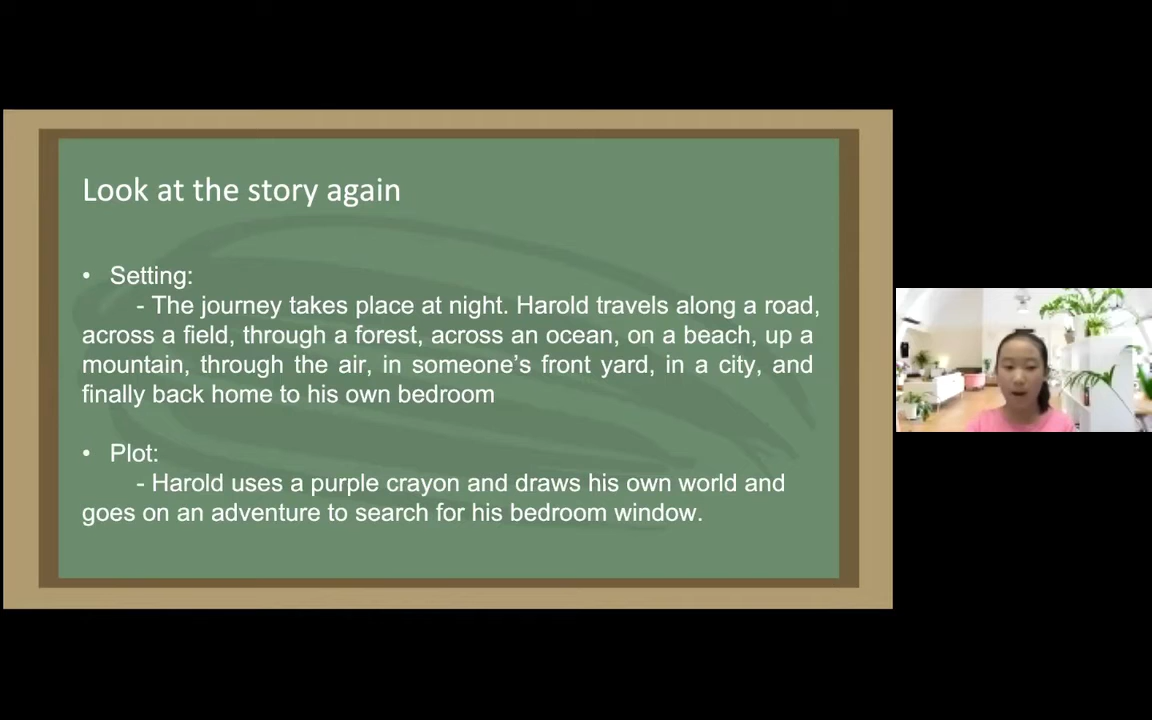 Look at the story again
• Setting:
- The journey takes place at night. Harold travels along a road,
across a field, through a forest, across an ocean, on a beach, up a
mountain, through the air, in someone’s front yard, in a city, and
finally back home to his own bedroom
• Plot:
- Harold uses a purple crayon and draws his own world and
goes on an adventure to search for his bedroom window.